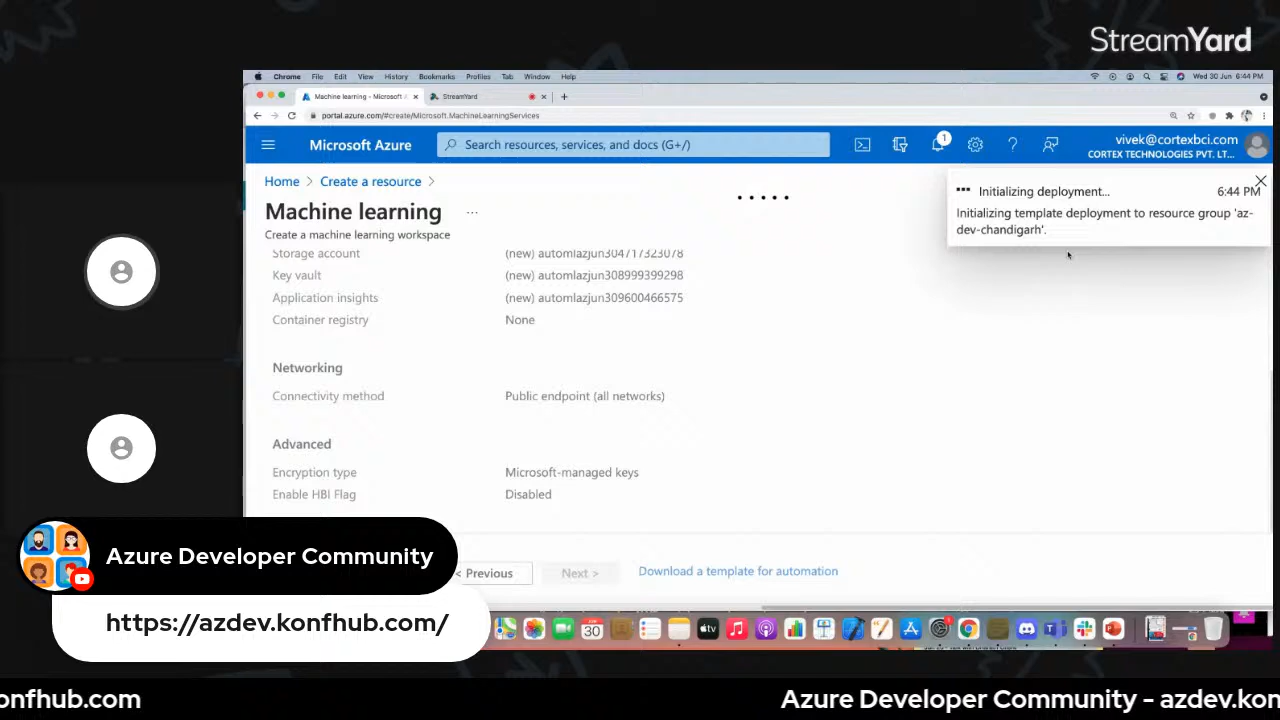 StreamYard
Chrome File Edit View History Bookmarks Profiles Tab Window Help
Wed 30 Jun 6:44 PM
Machine learning - Microsoft A
StreamYard
portal.azure.com/#create/Microsoft.MachineLearningServices
Microsoft Azure
Search resources, services, and docs (G+/)
1
vivek@cortexbci.com
CORTEX TECHNOLOGIES PVT. LT...
Home > Create a resource >
Machine learning ...
Create a machine learning workspace
Initializing deployment... 6:44 PM
Initializing template deployment to resource group 'az-
dev-chandigarh'.
Storage account (new) automlazjun304717323078
Key vault (new) automlazjun308999399298
Application insights (new) automlazjun309600466575
Container registry None
Networking
Connectivity method Public endpoint (all networks)
Advanced
Encryption type Microsoft-managed keys
Enable HBI Flag Disabled
< Previous
Next >
Download a template for automation
Azure Developer Community
https://azdev.konfhub.com/
30
tv
onfhub.com
Azure Developer Community - azdev.kon